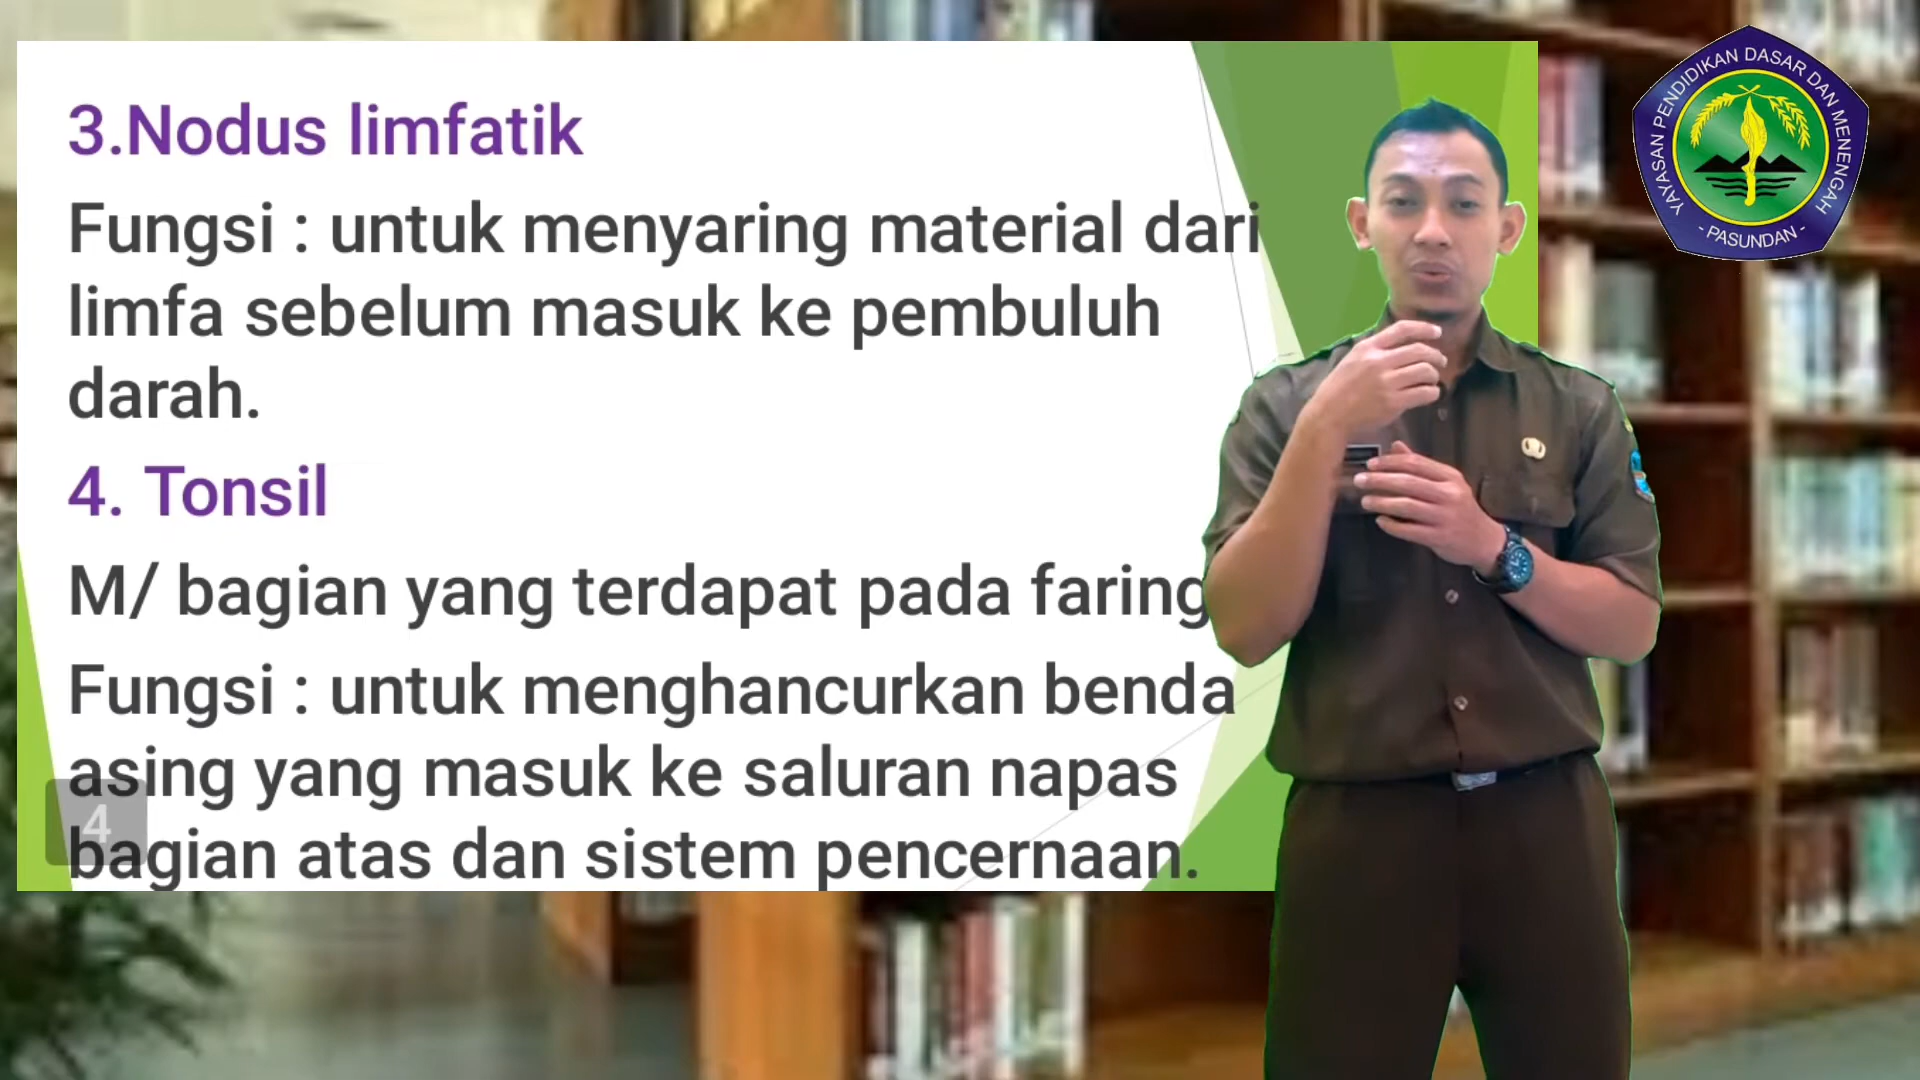 3.Nodus limfatik
Fungsi : untuk menyaring material dari
limfa sebelum masuk ke pembuluh
darah.
4. Tonsil
M/ bagian yang terdapat pada faring
Fungsi : untuk menghancurkan benda
asing yang masuk ke saluran napas
bagian atas dan sistem pencernaan.
4
YAYASAN PENDIDIKAN DASAR DAN MENENGAH
- PASUNDAN -